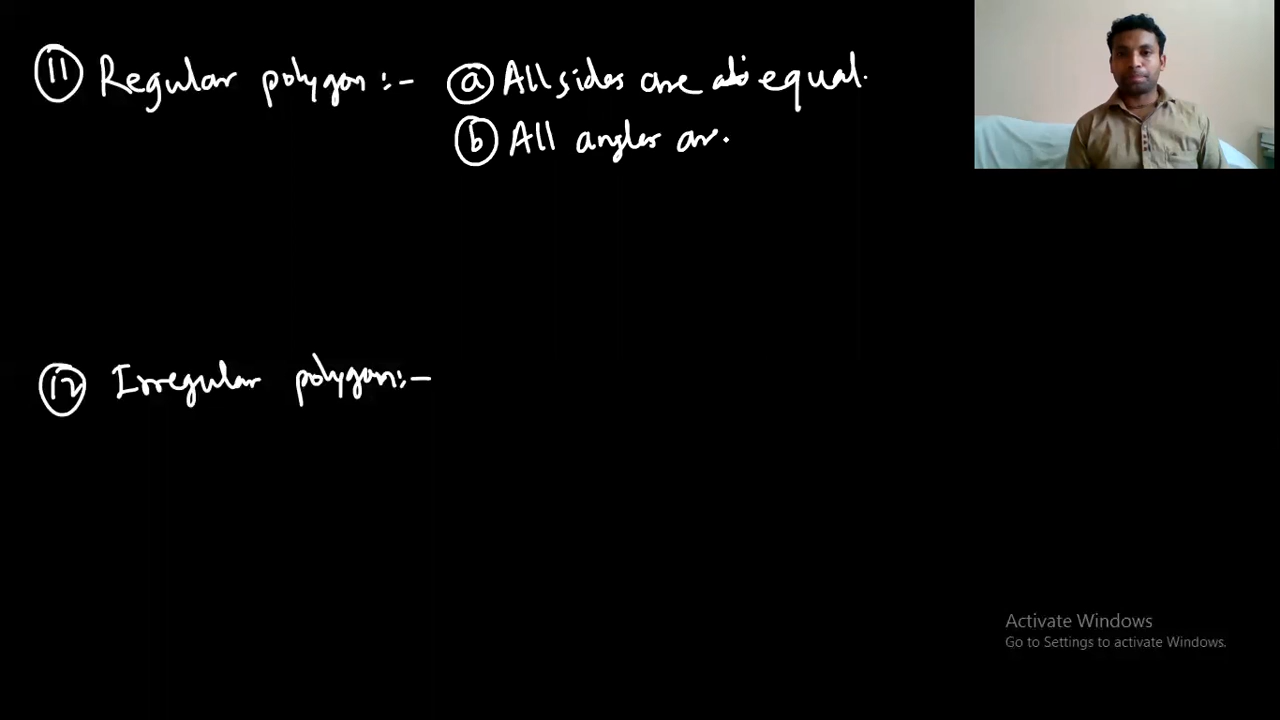 11 Regular polygon :- a All sides are equal.
b All angles ar.
12 Irregular polygon:-
Activate Windows
Go to Settings to activate Windows.